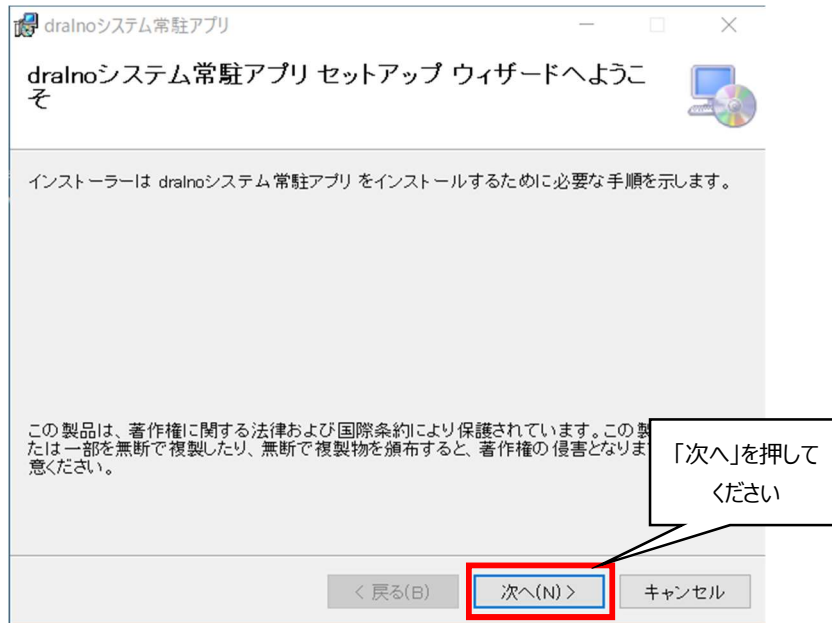 dralnoシステム常駐アプリ
dralnoシステム常駐アプリ セットアップ ウィザードへようこ
そ
インストーラーは dralnoシステム常駐アプリ をインストールするために必要な手順を示します。
この製品は、著作権に関する法律および国際条約により保護されています。この製
たは一部を無断で複製したり、無断で複製物を頒布すると、著作権の侵害となりま
意ください。
「次へ」を押して
ください
< 戻る(B)
次へ(N) >
キャンセル